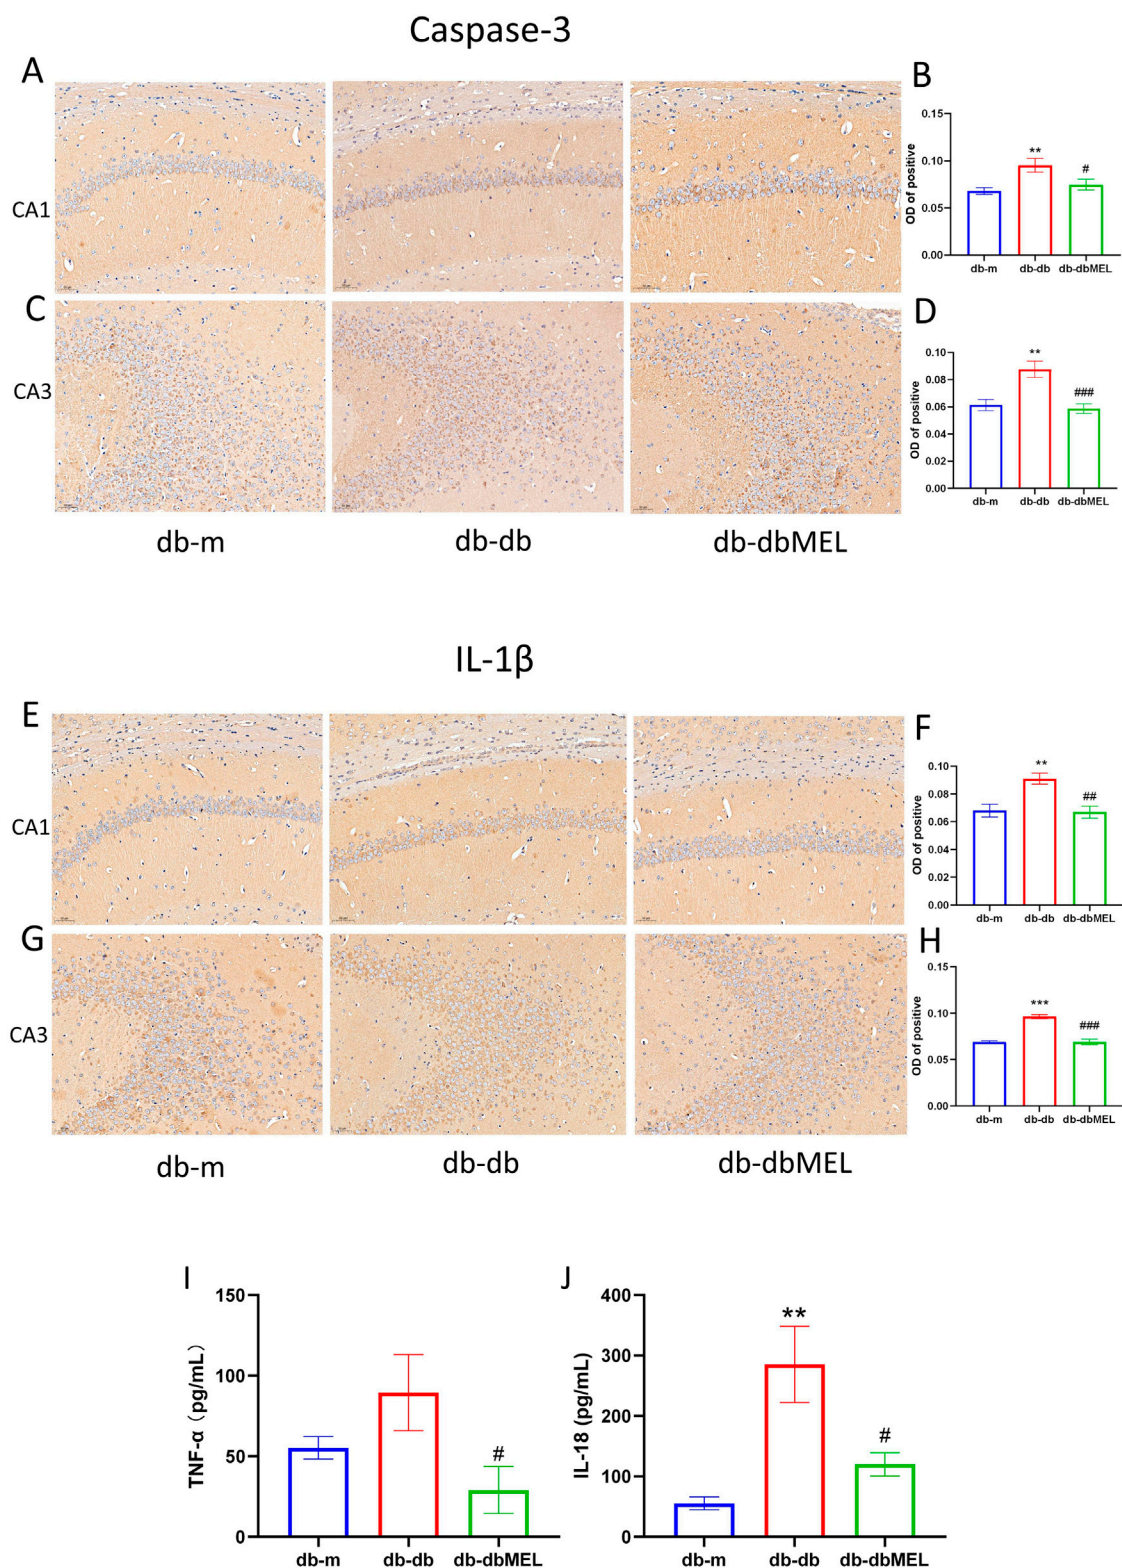 Caspase-3
A
B
CA1
OD of positive
0.15
0.10
0.05
0.00
**
#
db-m db-db db-dbMEL
C
D
CA3
OD of positive
0.10
0.08
0.06
0.04
0.02
0.00
**
###
db-m db-db db-dbMEL
db-m db-db db-dbMEL
IL-1β
E
F
CA1
OD of positive
0.10
0.08
0.06
0.04
0.02
0.00
**
##
db-m db-db db-dbMEL
G
H
CA3
OD of positive
0.15
0.10
0.05
0.00
***
###
db-m db-db db-dbMEL
db-m db-db db-dbMEL
I
TNF-α（pg/mL）
150
100
50
0
#
db-m db-db db-dbMEL
J
IL-18 (pg/mL)
400
300
200
100
0
**
#
db-m db-db db-dbMEL